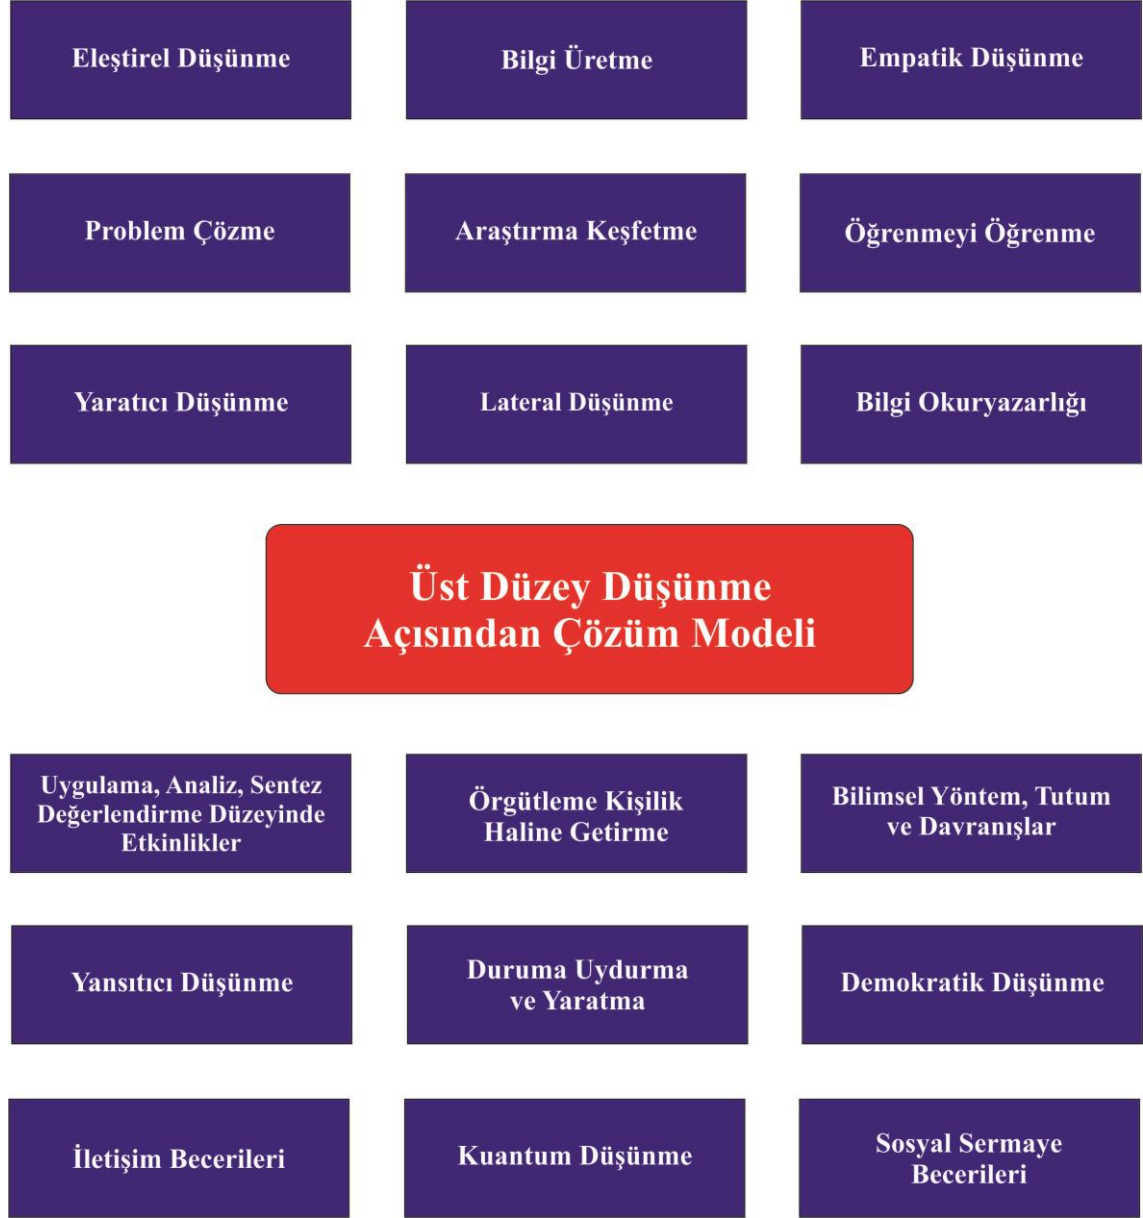 Eleştirel Düşünme
Bilgi Üretme
Empatik Düşünme
Problem Çözme
Araştırma Keşfetme
Öğrenmeyi Öğrenme
Yaratıcı Düşünme
Lateral Düşünme
Bilgi Okuryazarlığı
Üst Düzey Düşünme
Açısından Çözüm Modeli
Uygulama, Analiz, Sentez
Değerlendirme Düzeyinde
Etkinlikler
Örgütleme Kişilik
Haline Getirme
Bilimsel Yöntem, Tutum
ve Davranışlar
Yansıtıcı Düşünme
Duruma Uydurma
ve Yaratma
Demokratik Düşünme
İletişim Becerileri
Kuantum Düşünme
Sosyal Sermaye
Becerileri